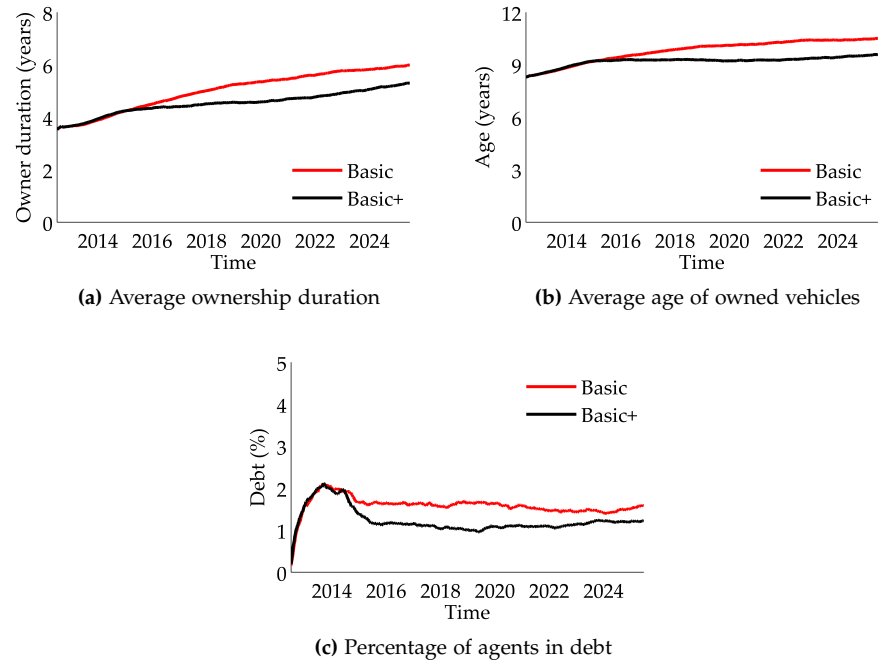 8
6
4
2
0
Owner duration (years)
Basic
Basic+
2014 2016 2018 2020 2022 2024
Time
(a) Average ownership duration
12
9
6
3
0
Age (years)
Basic
Basic+
2014 2016 2018 2020 2022 2024
Time
(b) Average age of owned vehicles
5
4
3
2
1
0
Debt (%)
Basic
Basic+
2014 2016 2018 2020 2022 2024
Time
(c) Percentage of agents in debt